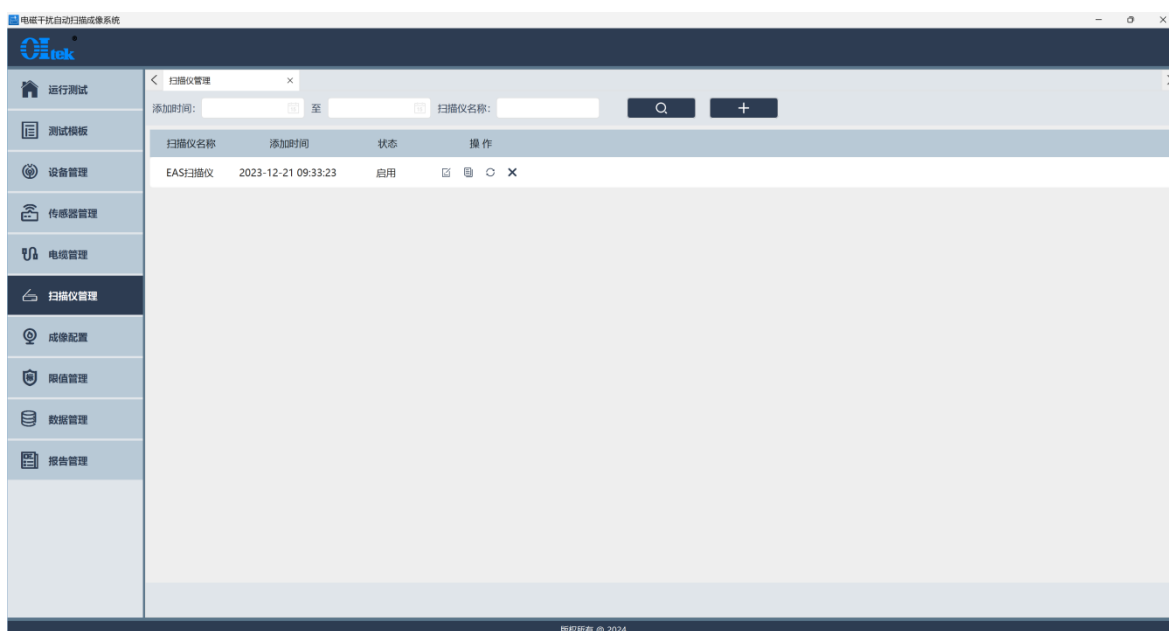 电磁干扰自动扫描成像系统
OItek
运行测试
测试模板
设备管理
传感器管理
电缆管理
扫描仪管理
成像配置
限值管理
数据管理
报告管理
扫描仪管理
添加时间: 至 扫描仪名称:
扫描仪名称 添加时间 状态 操作
EAS扫描仪 2023-12-21 09:33:23 启用
版权所有 @ 2024